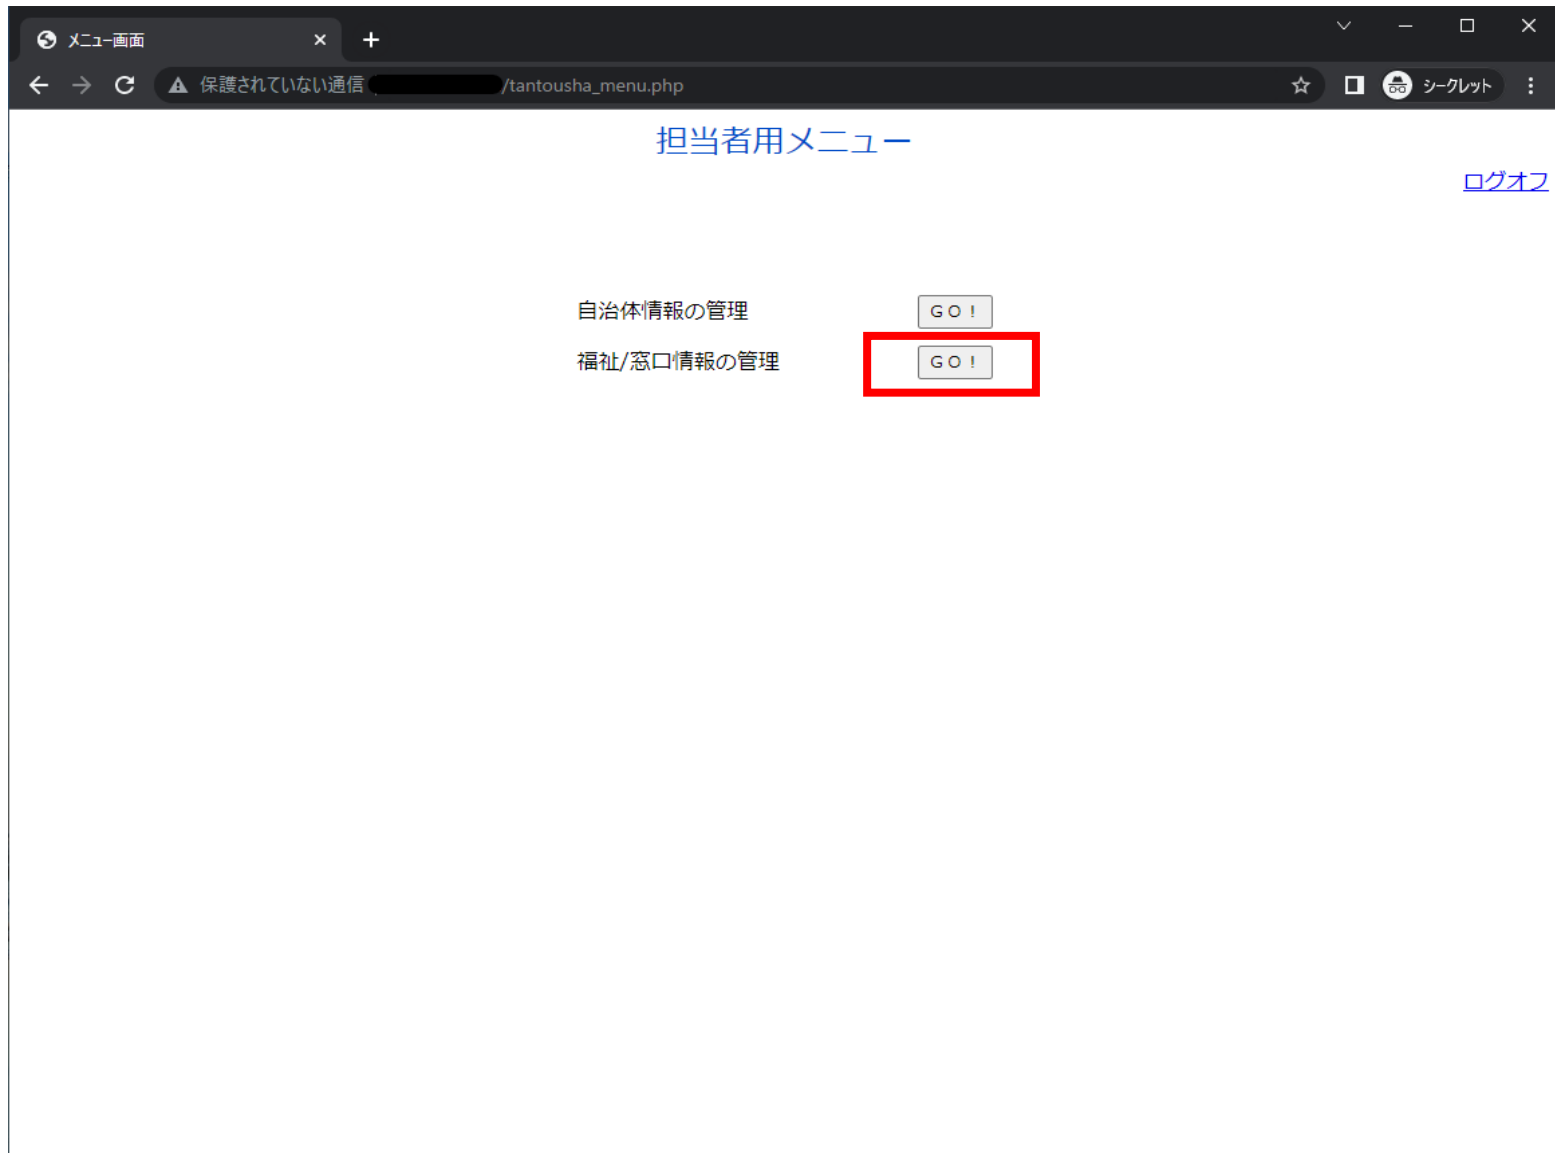 メニュー画面
保護されていない通信 /tantousha_menu.php シークレット
担当者用メニュー
ログオフ
自治体情報の管理 GO!
福祉/窓口情報の管理 GO!